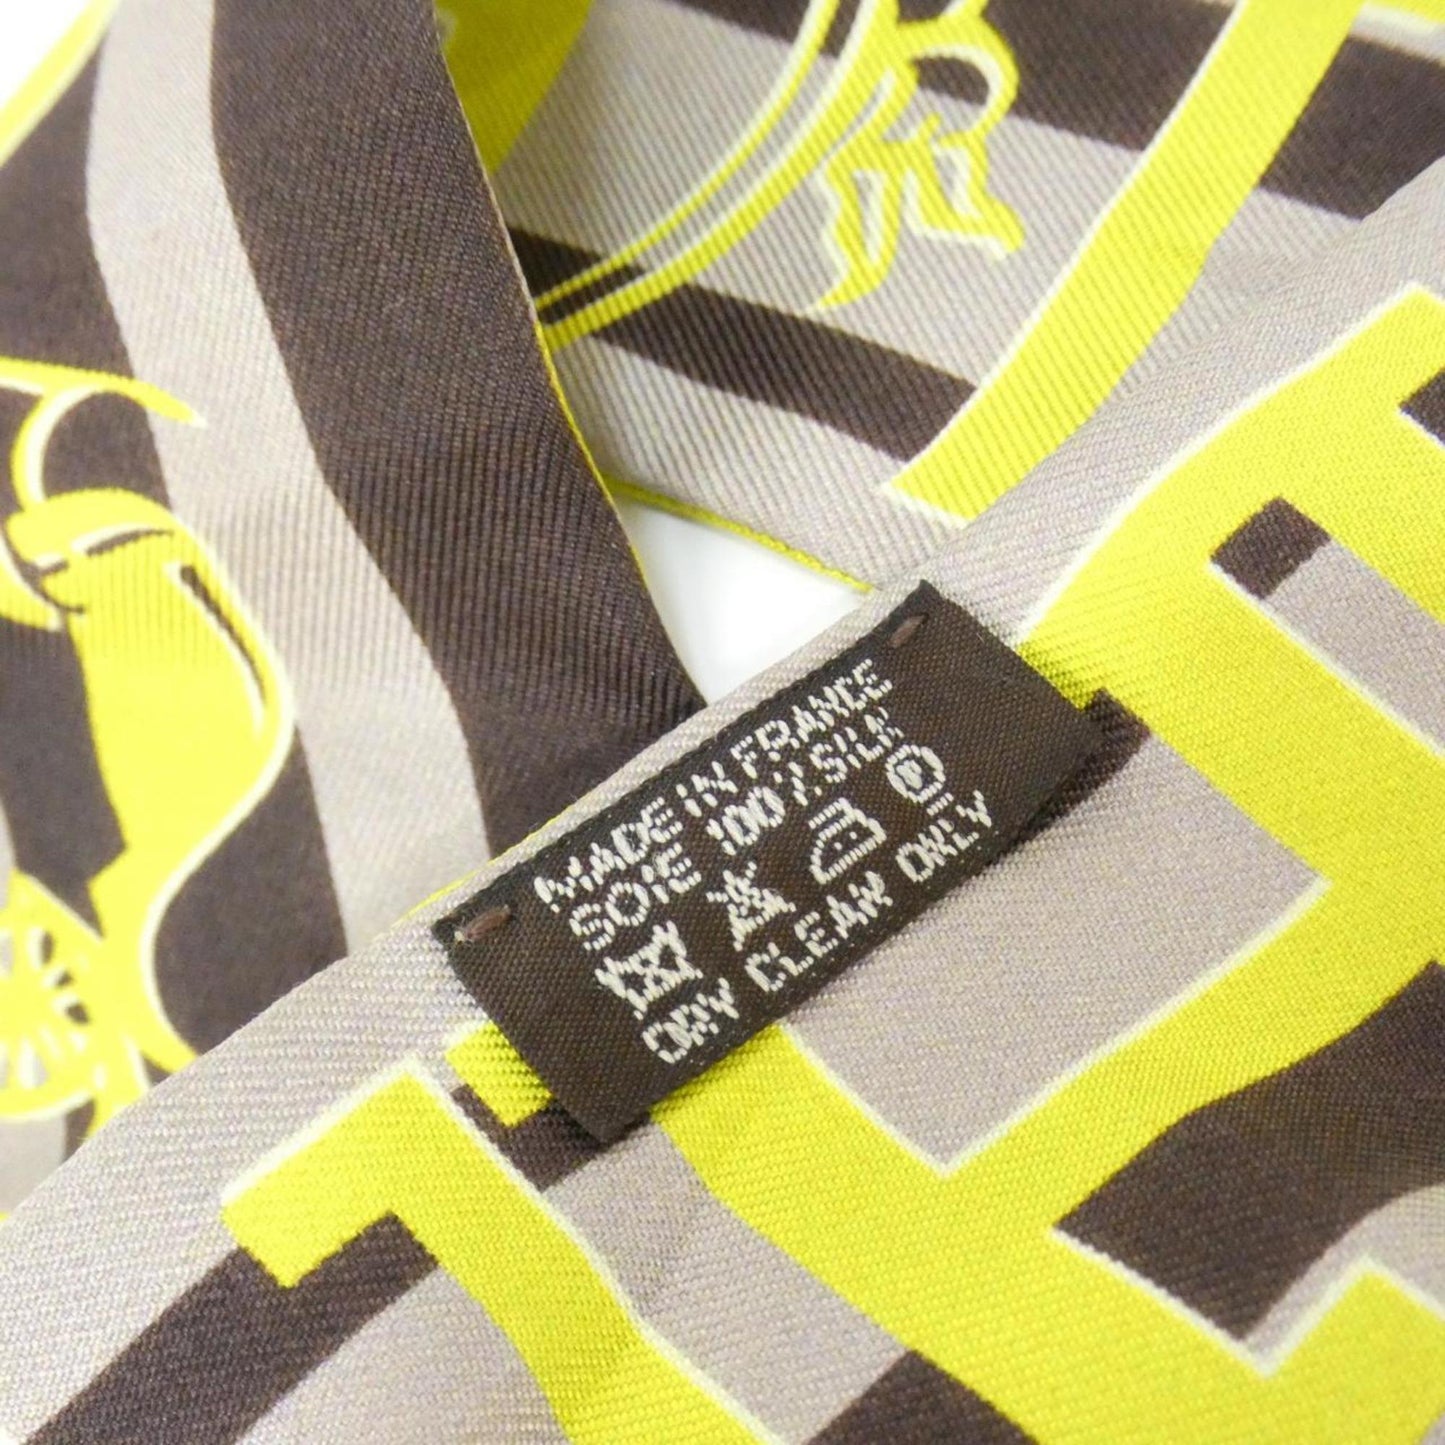 MADE IN FRANCE
SOIE 100% SILK
Ⓟ
DRY CLEAN ONLY